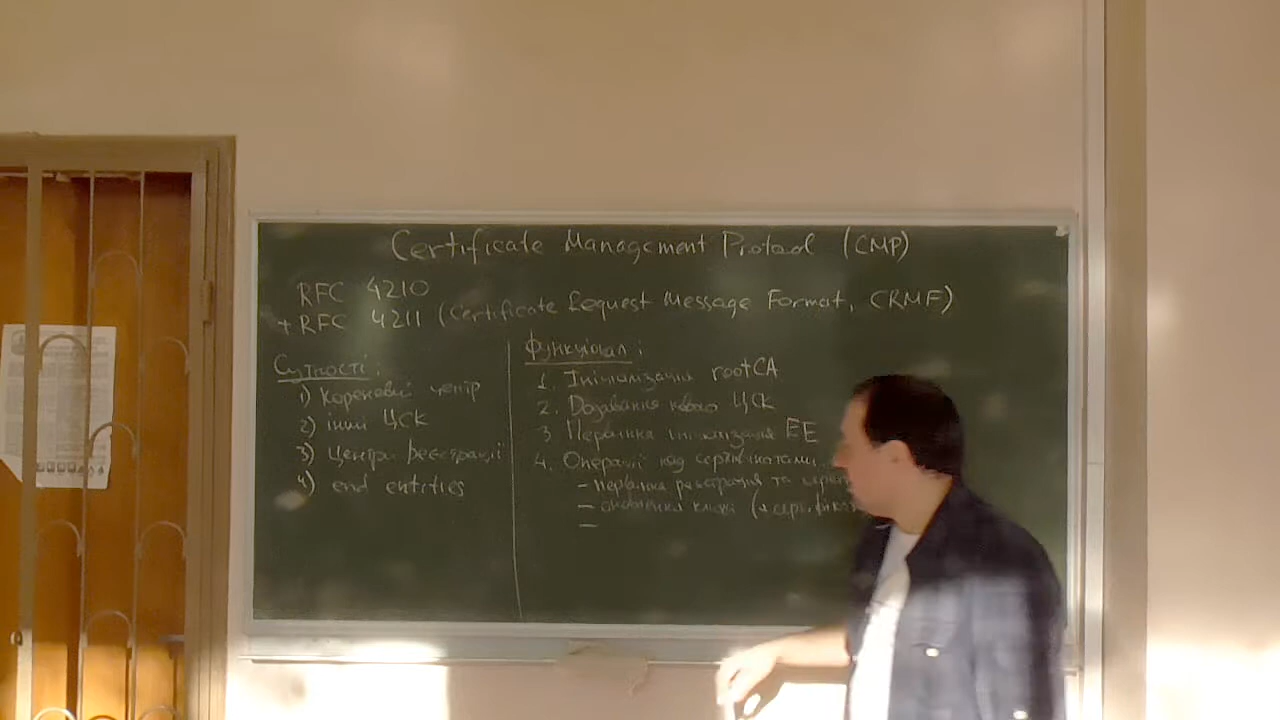 Certificate Management Protocol (CMP)
RFC 4210
+ RFC 4211 (Certificate Request Message Format, CRMF)
Сутності:
1) Кореневий центр
2) інші ЦСК
3) Центри реєстрації
4) end entities
Функціонал:
1. Ініціалізація rootCA
2. Додавання нового ЦСК
3 Первинна ініціалізація EE
4. Операції над сертифікатами
- первинна реєстрація та
- оновлення ключі
-